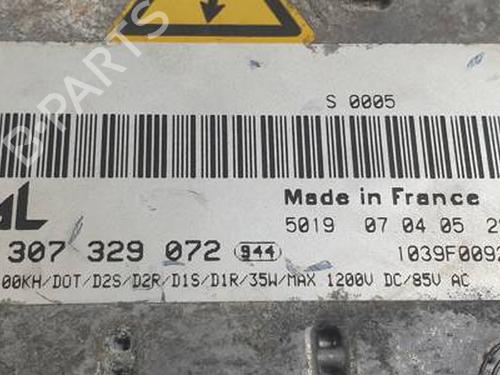 B-PARTS
S 0005
Made in France
5019 07 04 05
307 329 072 944
1039F009
00KH/DOT/D2S/D2R/D1S/D1R/35W/MAX 1200V DC/85V AC